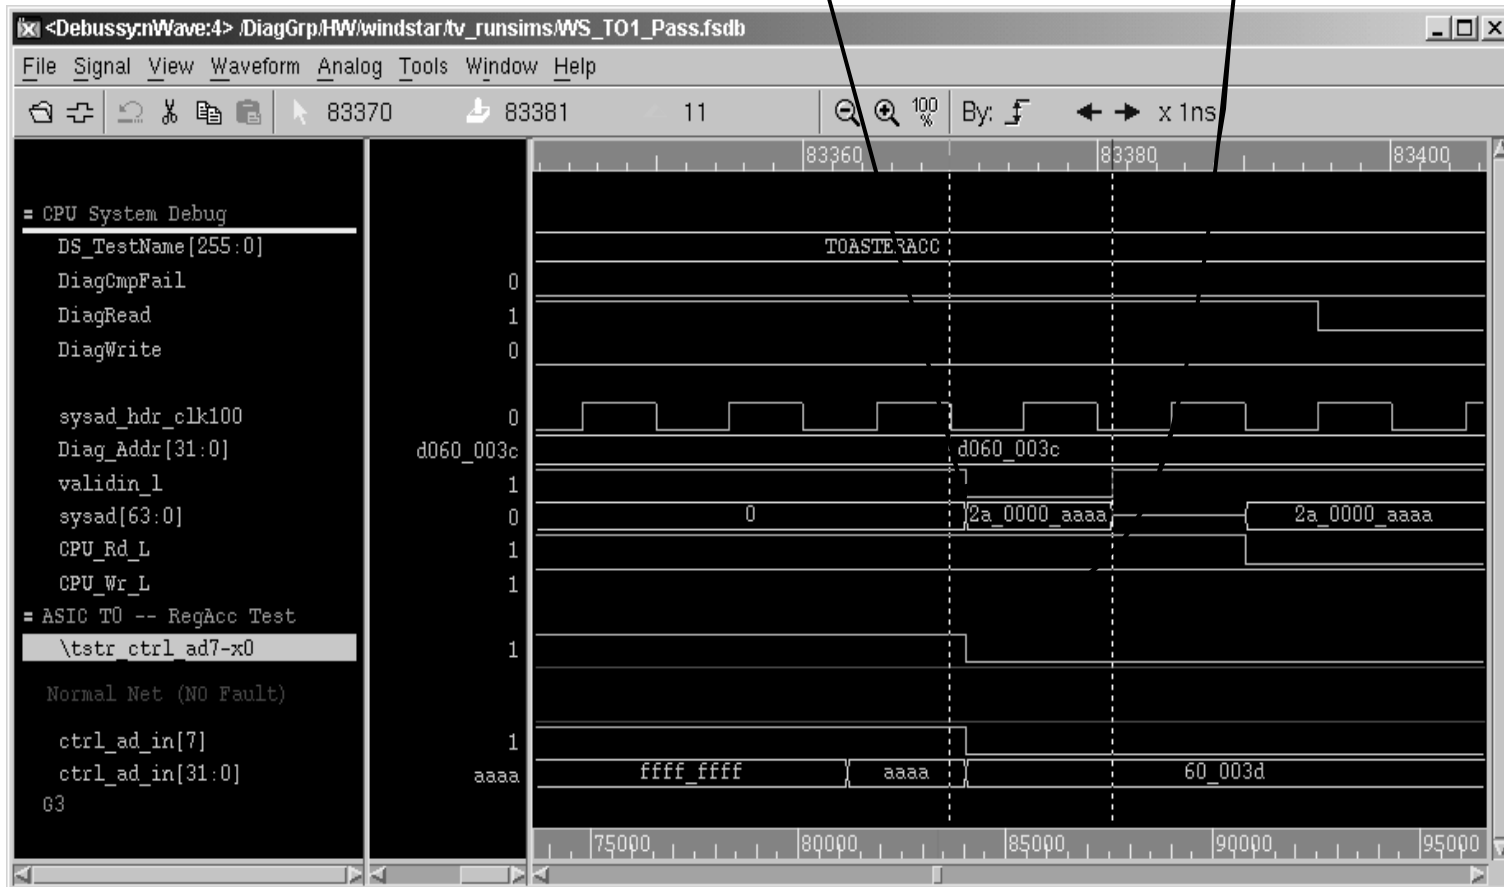 <Debussy:nWave:4> /DiagGrp/HW/windstar/tv_runsims/WS_TO1_Pass.fsdb
File Signal View Waveform Analog Tools Window Help
83370 83381 11 100 % By: x 1ns
83360 83380 83400
= CPU System Debug
DS_TestName[255:0] TOASTERACC
DiagCmpFail 0
DiagRead 1
DiagWrite 0
sysad_hdr_clk100 0
Diag_Addr[31:0] d060_003c d060_003c
validin_l 1
sysad[63:0] 0 0 2a_0000_aaaa 2a_0000_aaaa
CPU_Rd_L 1
CPU_Wr_L 1
= ASIC T0 -- RegAcc Test
\tstr_ctrl_ad7-x0 1
Normal Net (NO Fault)
ctrl_ad_in[7] 1
ctrl_ad_in[31:0] aaaa ffff_ffff aaaa 60_003d
G3
75000 80000 85000 90000 95000